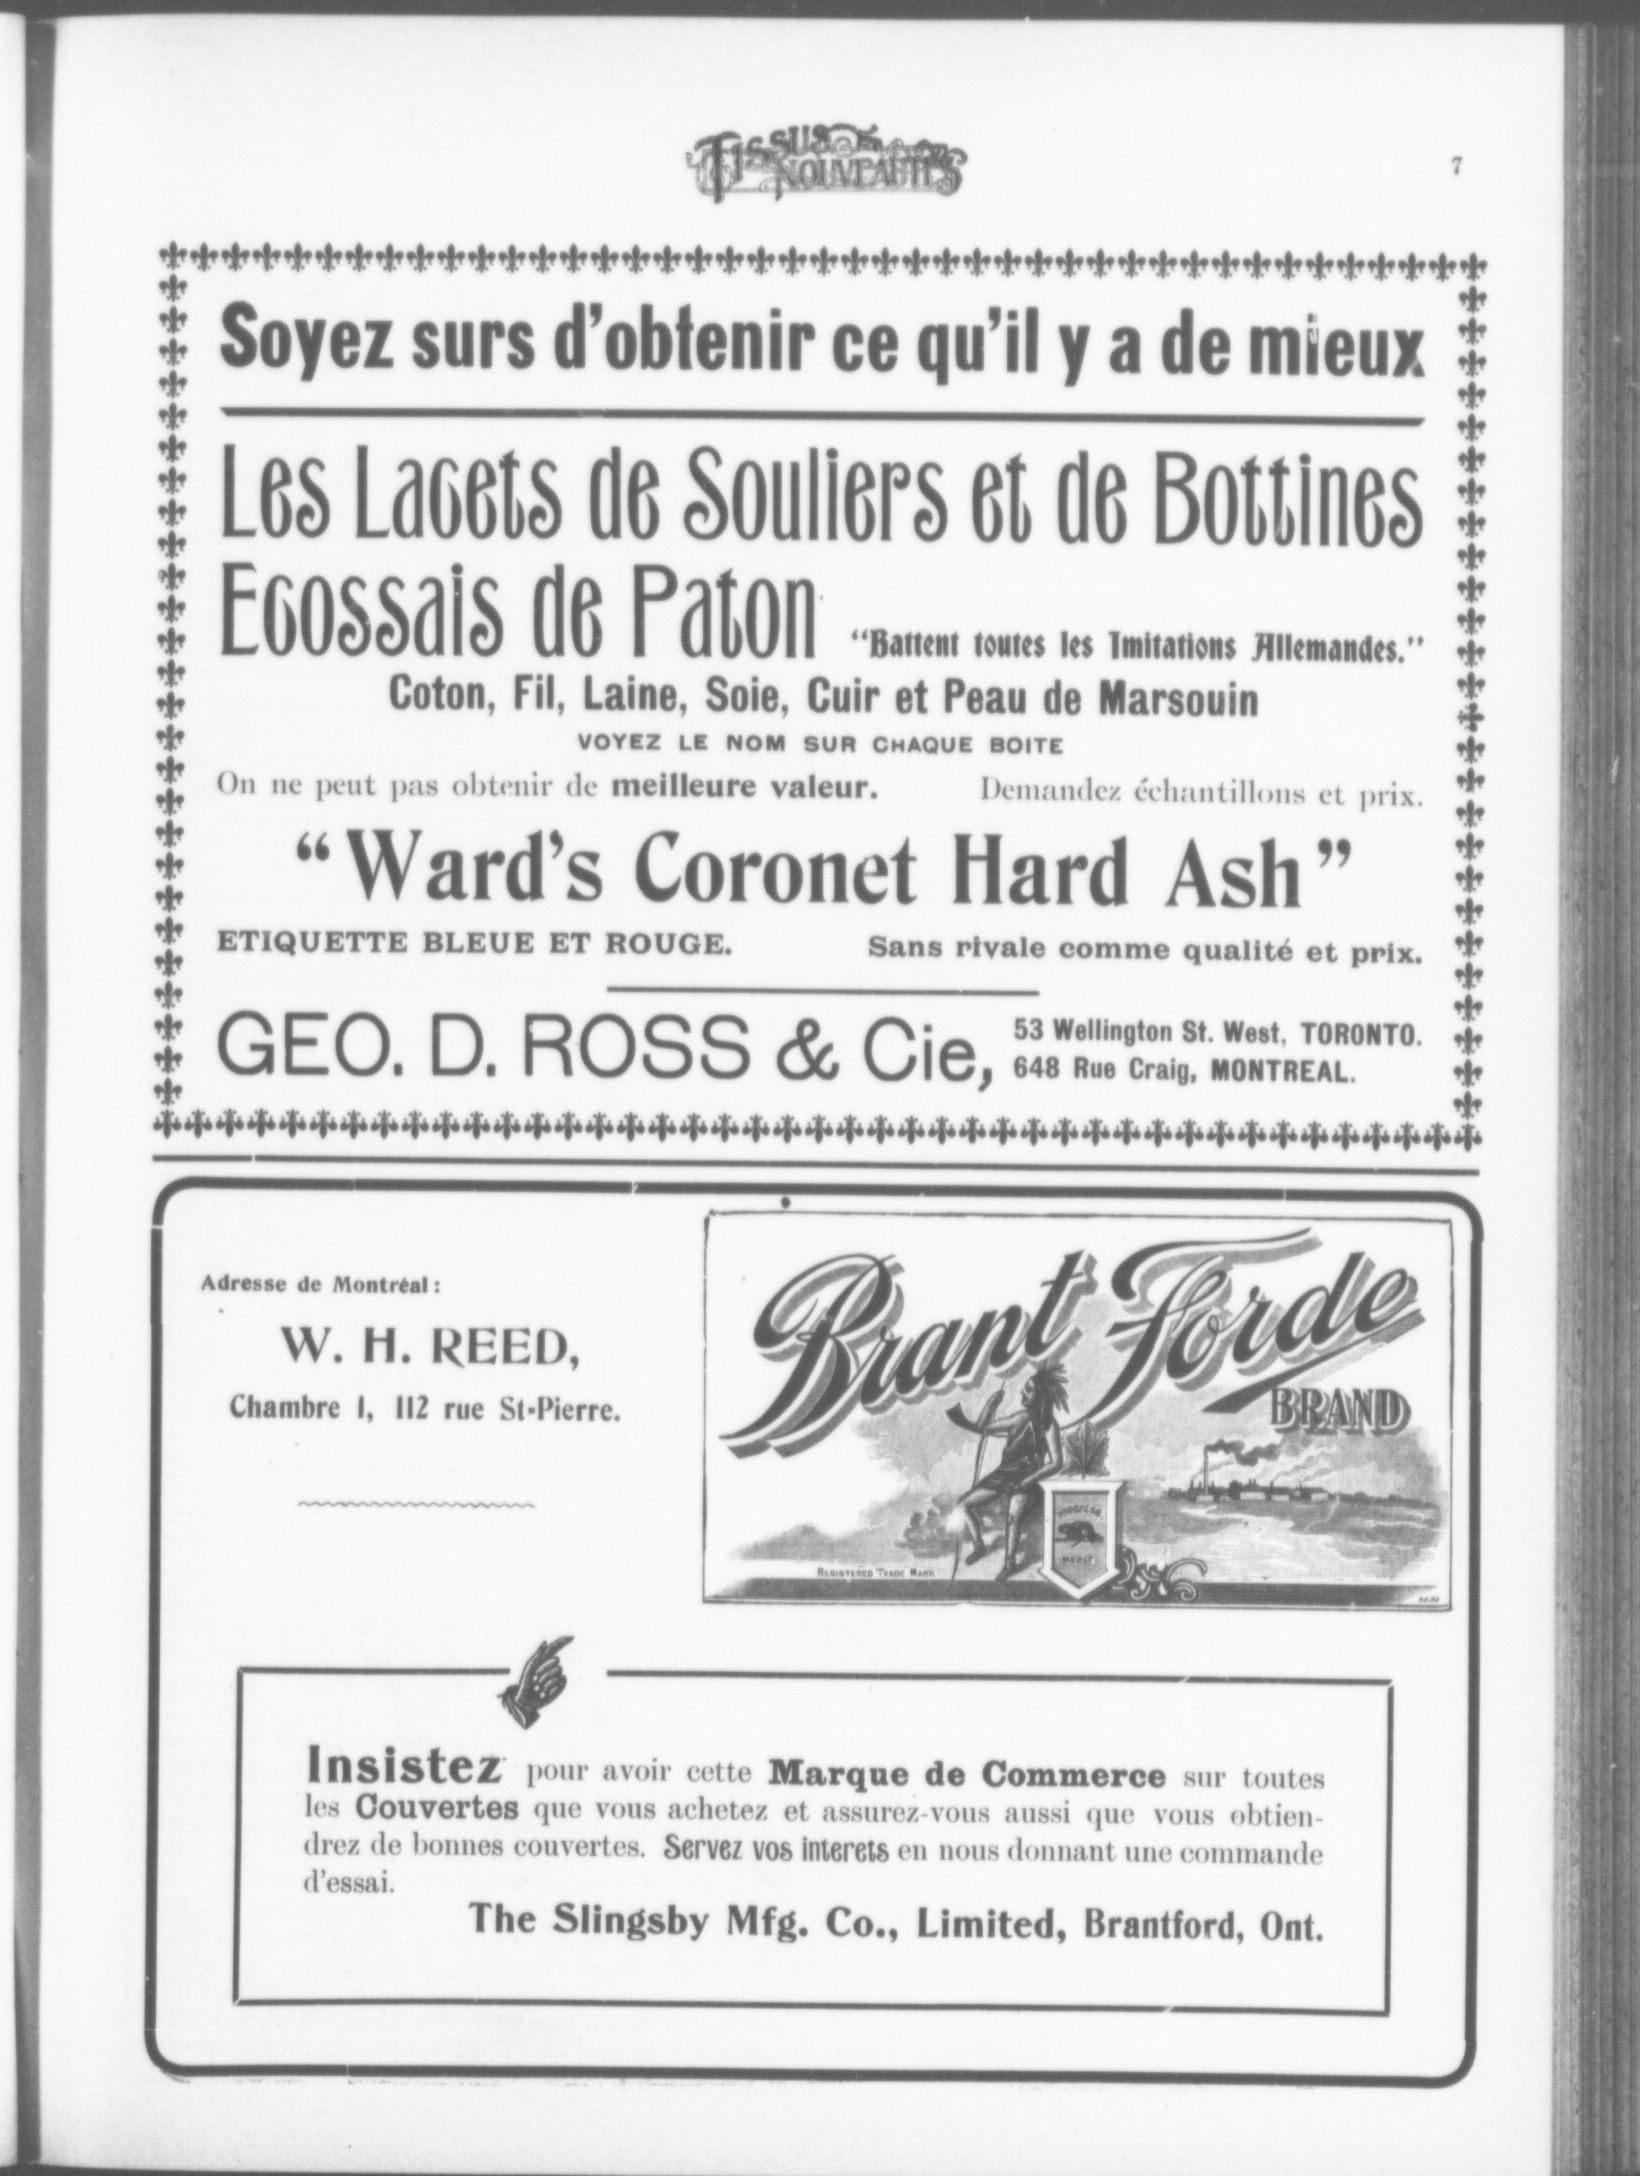 TISSUS
NOUVEAUTÉS
7
Soyez surs d'obtenir ce qu'il y a de mieux
Les Lacets de Souliers et de Bottines
Ecossais de Paton "Battent toutes les Imitations Allemandes."
Coton, Fil, Laine, Soie, Cuir et Peau de Marsouin
VOYEZ LE NOM SUR CHAQUE BOITE
On ne peut pas obtenir de meilleure valeur. Demandez échantillons et prix.
"Ward's Coronet Hard Ash"
ETIQUETTE BLEUE ET ROUGE. Sans rivale comme qualité et prix.
GEO. D. ROSS & Cie, 53 Wellington St. West, TORONTO.
648 Rue Craig, MONTREAL.
Adresse de Montréal:
W. H. REED,
Chambre 1, 112 rue St-Pierre.
Brant Forde
BRAND
PROGRESS
MERIT
REGISTERED TRADE MARK
Insistez pour avoir cette Marque de Commerce sur toutes
les Couvertes que vous achetez et assurez-vous aussi que vous obtien-
drez de bonnes couvertes. Servez vos interets en nous donnant une commande
d'essai.
The Slingsby Mfg. Co., Limited, Brantford, Ont.